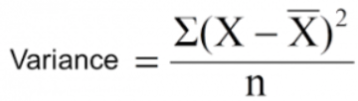 Variance = Σ(X – X̅)² / n